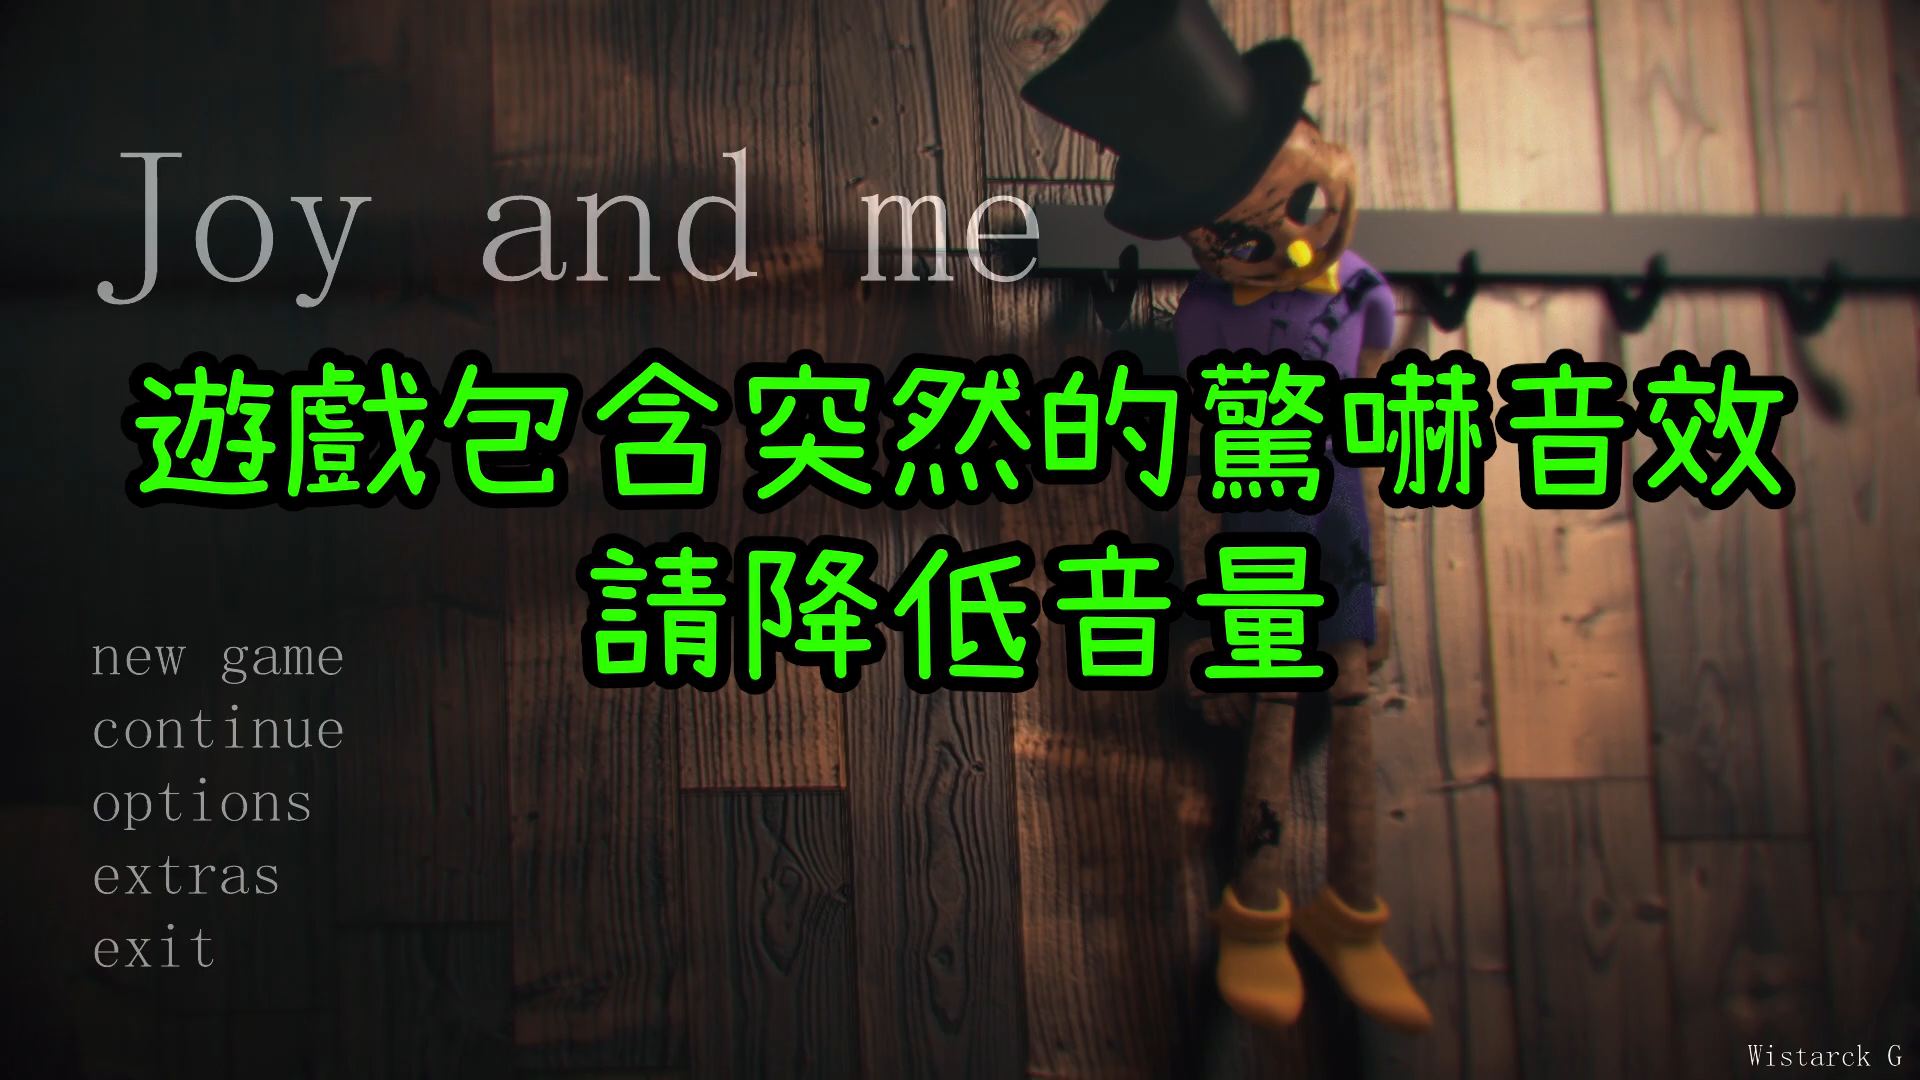 Joy and me
遊戲包含突然的驚嚇音效
請降低音量
new game
continue
options
extras
exit
Wistarck G